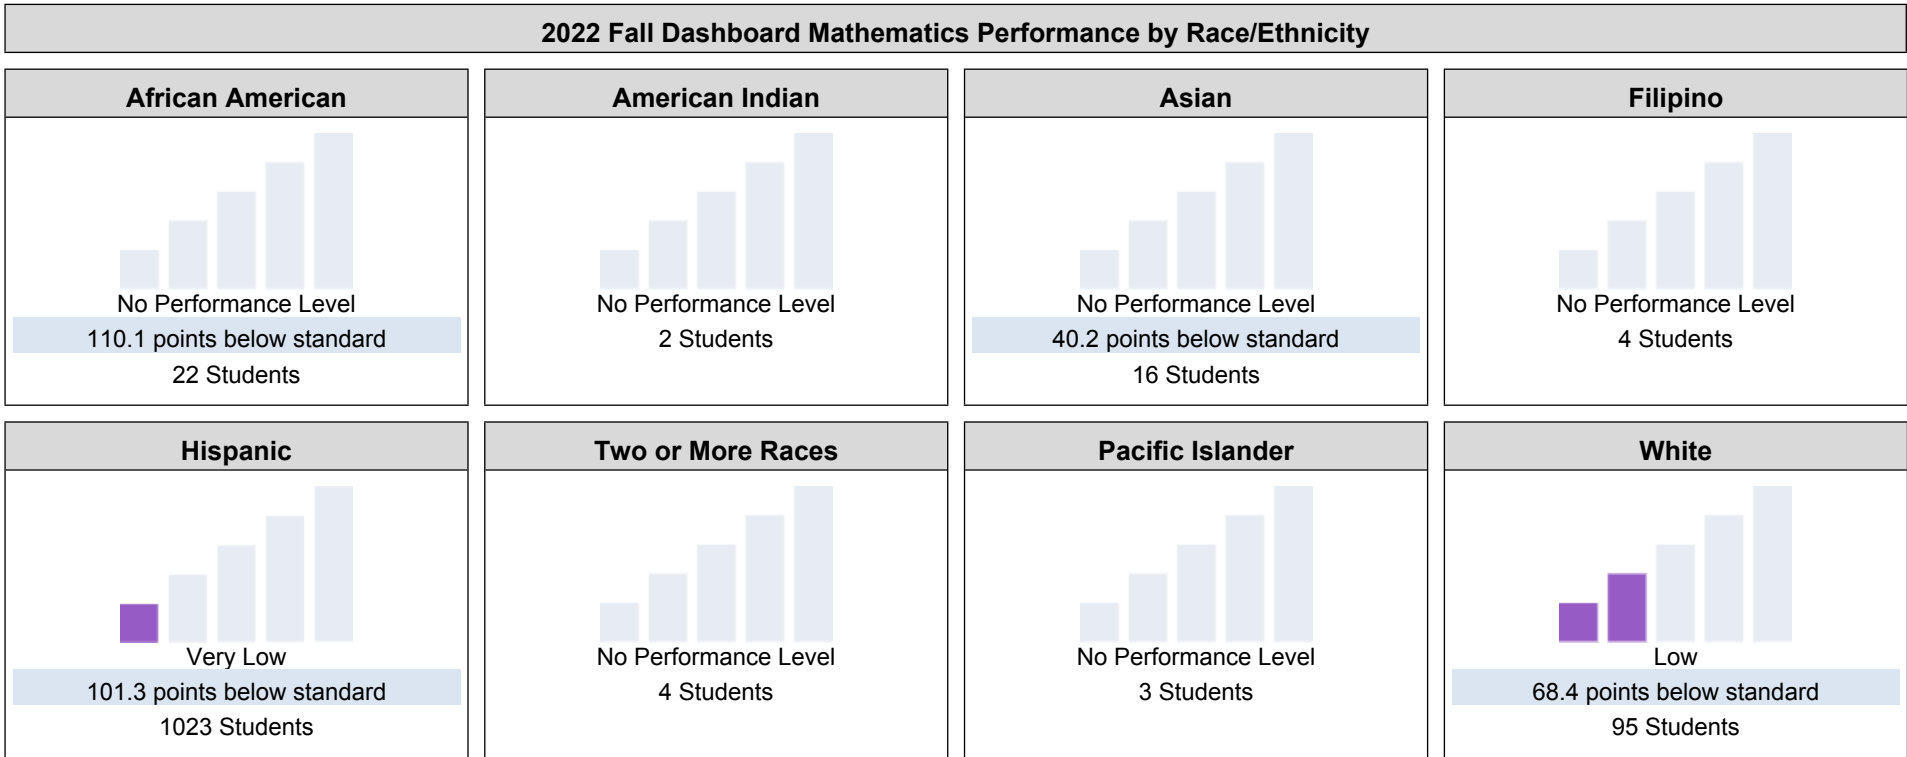 2022 Fall Dashboard Mathematics Performance by Race/Ethnicity
African American
No Performance Level
110.1 points below standard
22 Students
American Indian
No Performance Level
2 Students
Asian
No Performance Level
40.2 points below standard
16 Students
Filipino
No Performance Level
4 Students
Hispanic
Very Low
101.3 points below standard
1023 Students
Two or More Races
No Performance Level
4 Students
Pacific Islander
No Performance Level
3 Students
White
Low
68.4 points below standard
95 Students